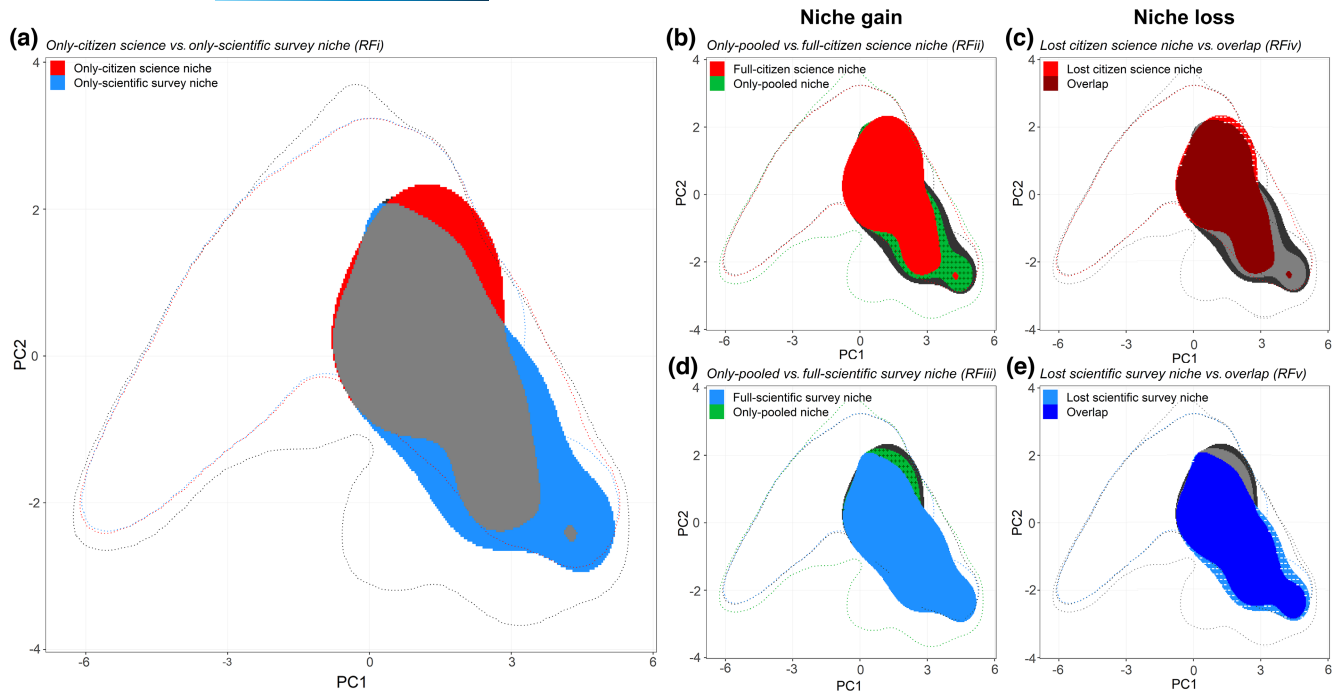 Niche gain
Niche loss
(a) Only-citizen science vs. only-scientific survey niche (RFi)
Only-citizen science niche
Only-scientific survey niche
4
2
0
-2
-4
PC2
-6
-3
0
3
6
PC1
(b) Only-pooled vs. full-citizen science niche (RFii)
Full-citizen science niche
Only-pooled niche
4
2
0
-2
-4
PC2
-6
-3
0
3
6
PC1
(c) Lost citizen science niche vs. overlap (RFiv)
Lost citizen science niche
Overlap
4
2
0
-2
-4
PC2
-6
-3
0
3
6
PC1
(d) Only-pooled vs. full-scientific survey niche (RFiii)
Full-scientific survey niche
Only-pooled niche
4
2
0
-2
-4
PC2
-6
-3
0
3
6
PC1
(e) Lost scientific survey niche vs. overlap (RFv)
Lost scientific survey niche
Overlap
4
2
0
-2
-4
PC2
-6
-3
0
3
6
PC1